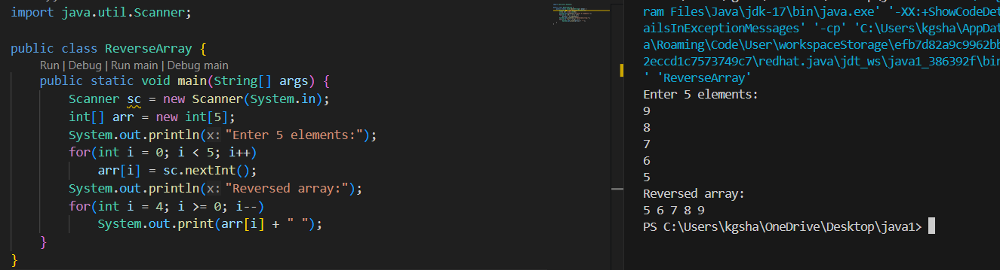 import java.util.Scanner;
public class ReverseArray {
Run | Debug | Run main | Debug main
public static void main(String[] args) {
Scanner sc = new Scanner(System.in);
int[] arr = new int[5];
System.out.println(x: "Enter 5 elements:");
for(int i = 0; i < 5; i++)
arr[i] = sc.nextInt();
System.out.println(x: "Reversed array:");
for(int i = 4; i >= 0; i--)
System.out.print(arr[i] + " ");
}
}
ram Files\Java\jdk-17\bin\java.exe' '-XX:+ShowCodeDet
ailsInExceptionMessages' '-cp' 'C:\Users\kgsha\AppDat
a\Roaming\Code\User\workspaceStorage\efb7d82a9c9962bb
2eccd1c7573749c7\redhat.java\jdt_ws\java1_386392f\bin
' 'ReverseArray'
Enter 5 elements:
9
8
7
6
5
Reversed array:
5 6 7 8 9
PS C:\Users\kgsha\OneDrive\Desktop\java1>